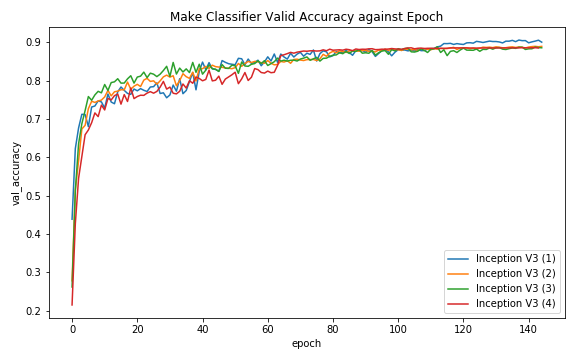 Make Classifier Valid Accuracy against Epoch
val_accuracy
0.9
0.8
0.7
0.6
0.5
0.4
0.3
0.2
0 20 40 60 80 100 120 140
epoch
Inception V3 (1)
Inception V3 (2)
Inception V3 (3)
Inception V3 (4)